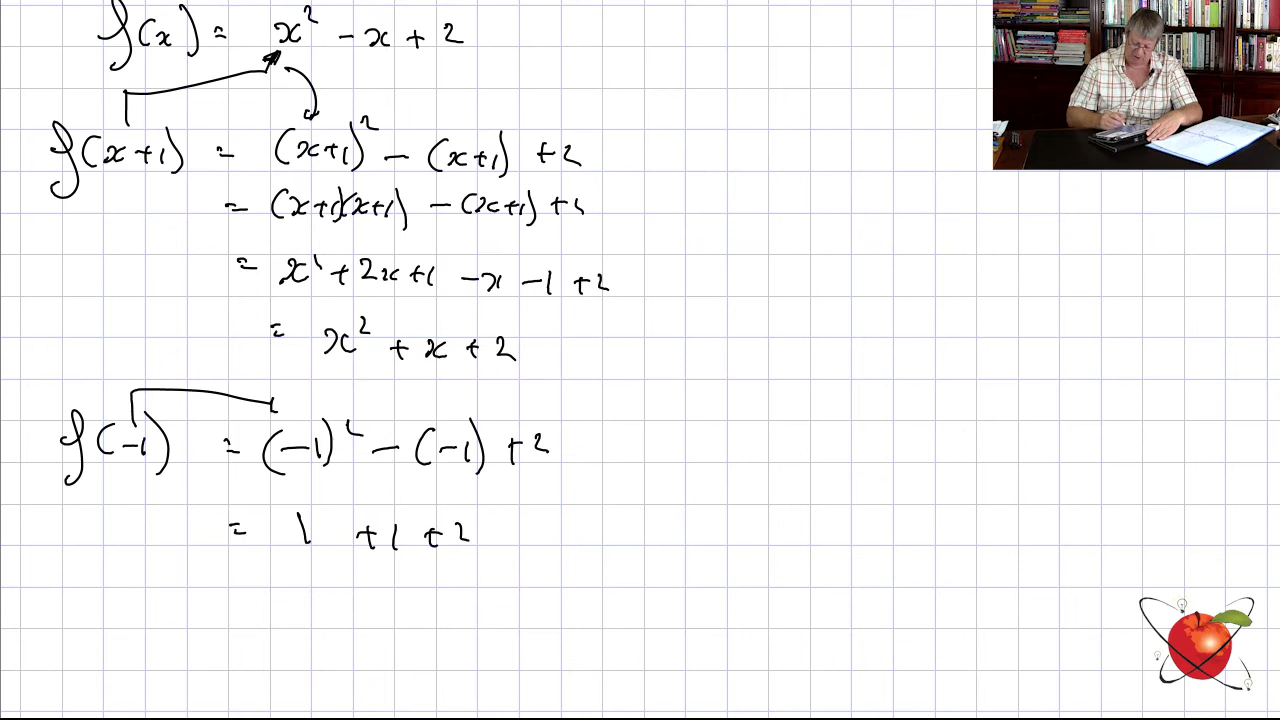 f(x) = x² - x + 2
f(x+1) = (x+1)² - (x+1) + 2
= (x+1)(x+1) - (x+1) + 2
= x² + 2x + 1 - x - 1 + 2
= x² + x + 2
f(-1) = (-1)² - (-1) + 2
= 1 + 1 + 2